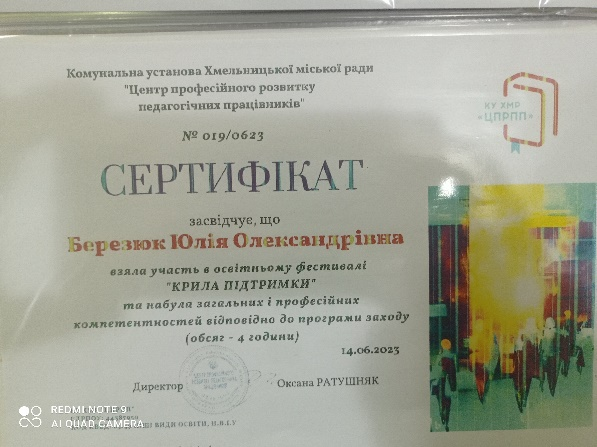 Комунальна установа Хмельницької міської ради
"Центр професійного розвитку
педагогічних працівників"
КУ ХМР
«ЦПРПП»
№ 019/0623
СЕРТИФІКАТ
засвідчує, що
Березюк Юлія Олександрівна
взяла участь в освітньому фестивалі
"КРИЛА ПІДТРИМКИ"
та набула загальних і професійних
компетентностей відповідно до програми заходу
(обсяг - 4 години)
14.06.2023
Директор
Оксана РАТУШНЯК
REDMI NOTE 9
AI QUAD CAMERA
ВИДИ ОСВІТИ,